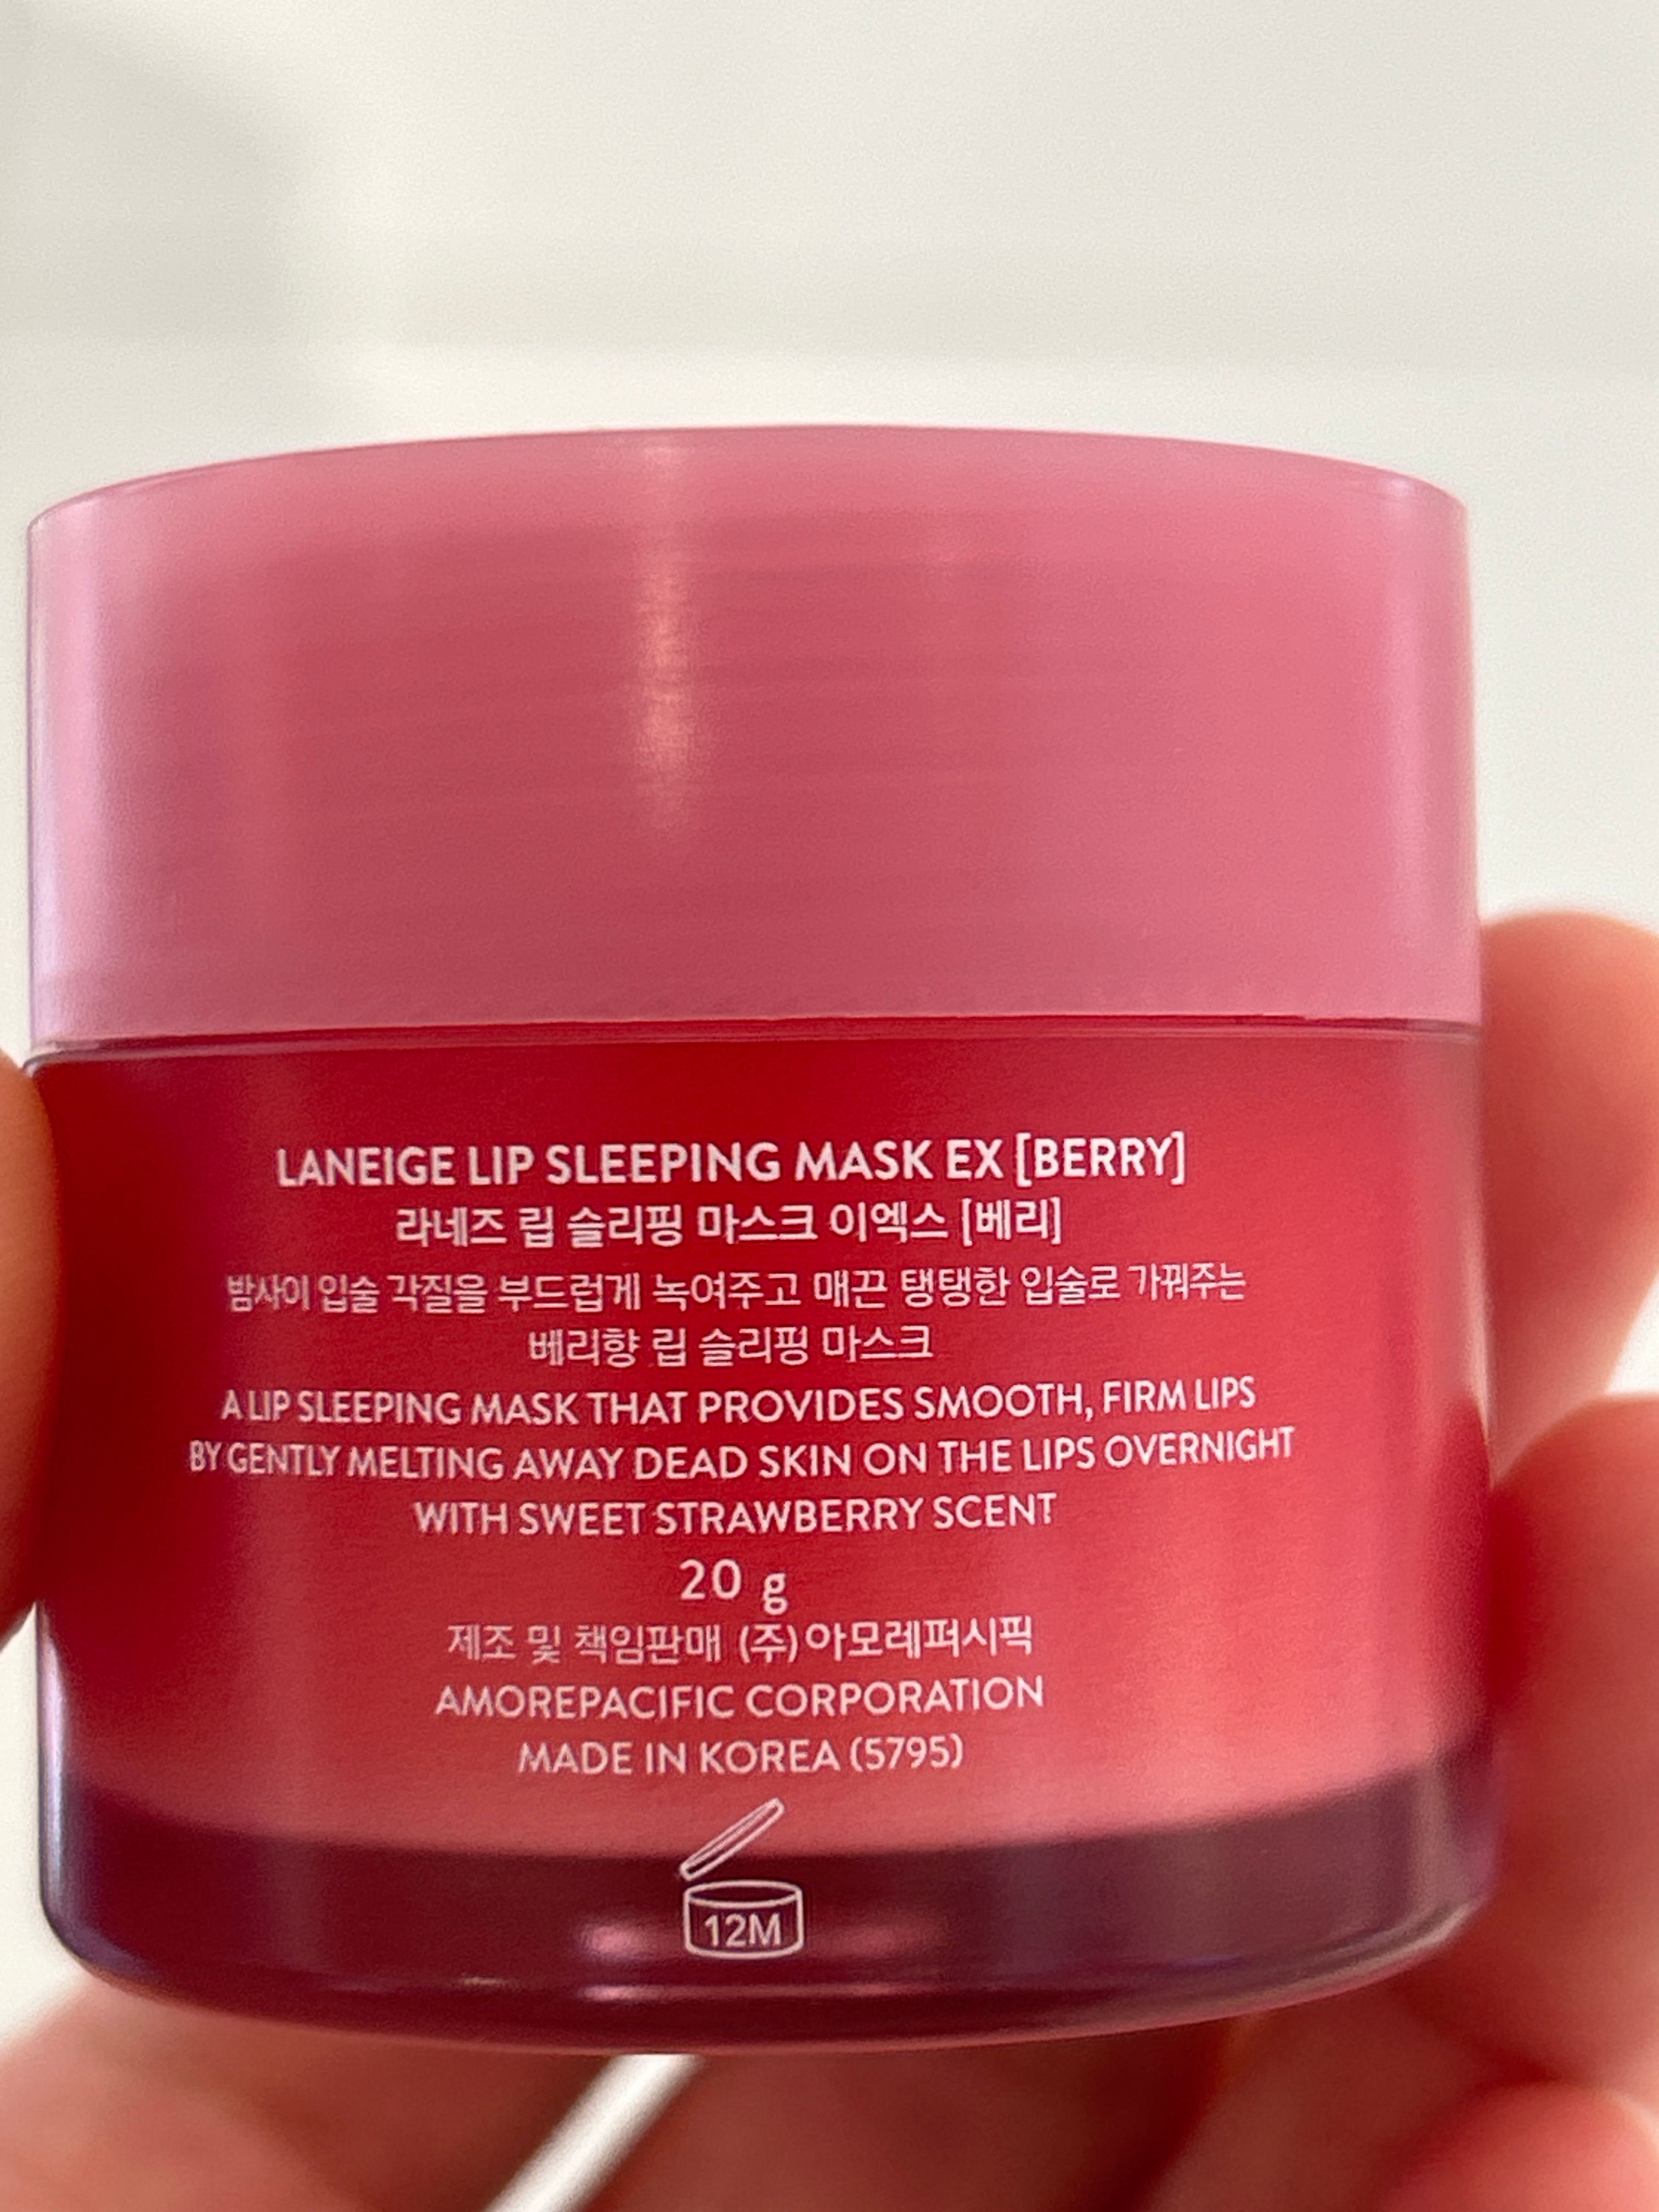 LANEIGE LIP SLEEPING MASK EX [BERRY]
라네즈 립 슬리핑 마스크 이엑스 [베리]
밤사이 입술 각질을 부드럽게 녹여주고 매끈 탱탱한 입술로 가꿔주는
베리향 립 슬리핑 마스크
A LIP SLEEPING MASK THAT PROVIDES SMOOTH, FIRM LIPS
BY GENTLY MELTING AWAY DEAD SKIN ON THE LIPS OVERNIGHT
WITH SWEET STRAWBERRY SCENT
20 g
제조 및 책임판매 (주)아모레퍼시픽
AMOREPACIFIC CORPORATION
MADE IN KOREA (5795)
12M